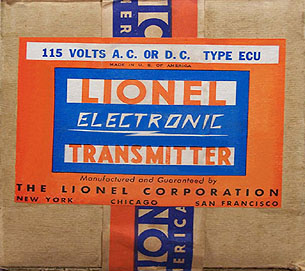 115 VOLTS A.C. OR D.C. TYPE ECU
MADE IN U. S. OF AMERICA
LIONEL
ELECTRONIC
TRANSMITTER
Manufactured and Guaranteed by
THE LIONEL CORPORATION
NEW YORK CHICAGO SAN FRANCISCO